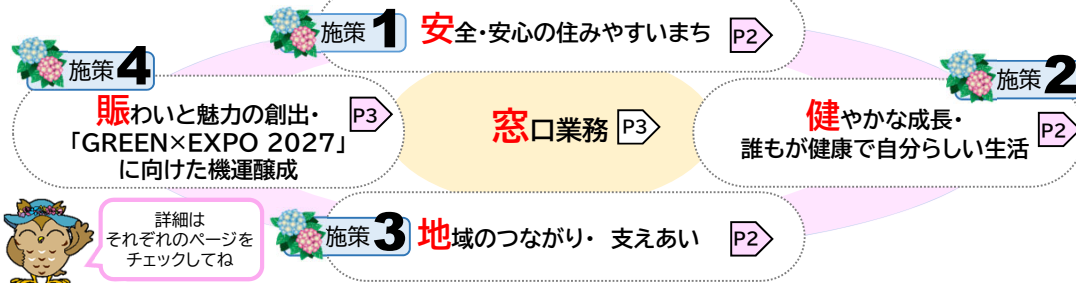 施策1 安全・安心の住みやすいまち P2
施策4
賑わいと魅力の創出・
「GREEN×EXPO 2027」
に向けた機運醸成
P3
窓口業務 P3
施策2
健やかな成長・
誰もが健康で自分らしい生活
P2
施策3 地域のつながり・ 支えあい P2
詳細は
それぞれのページを
チェックしてね